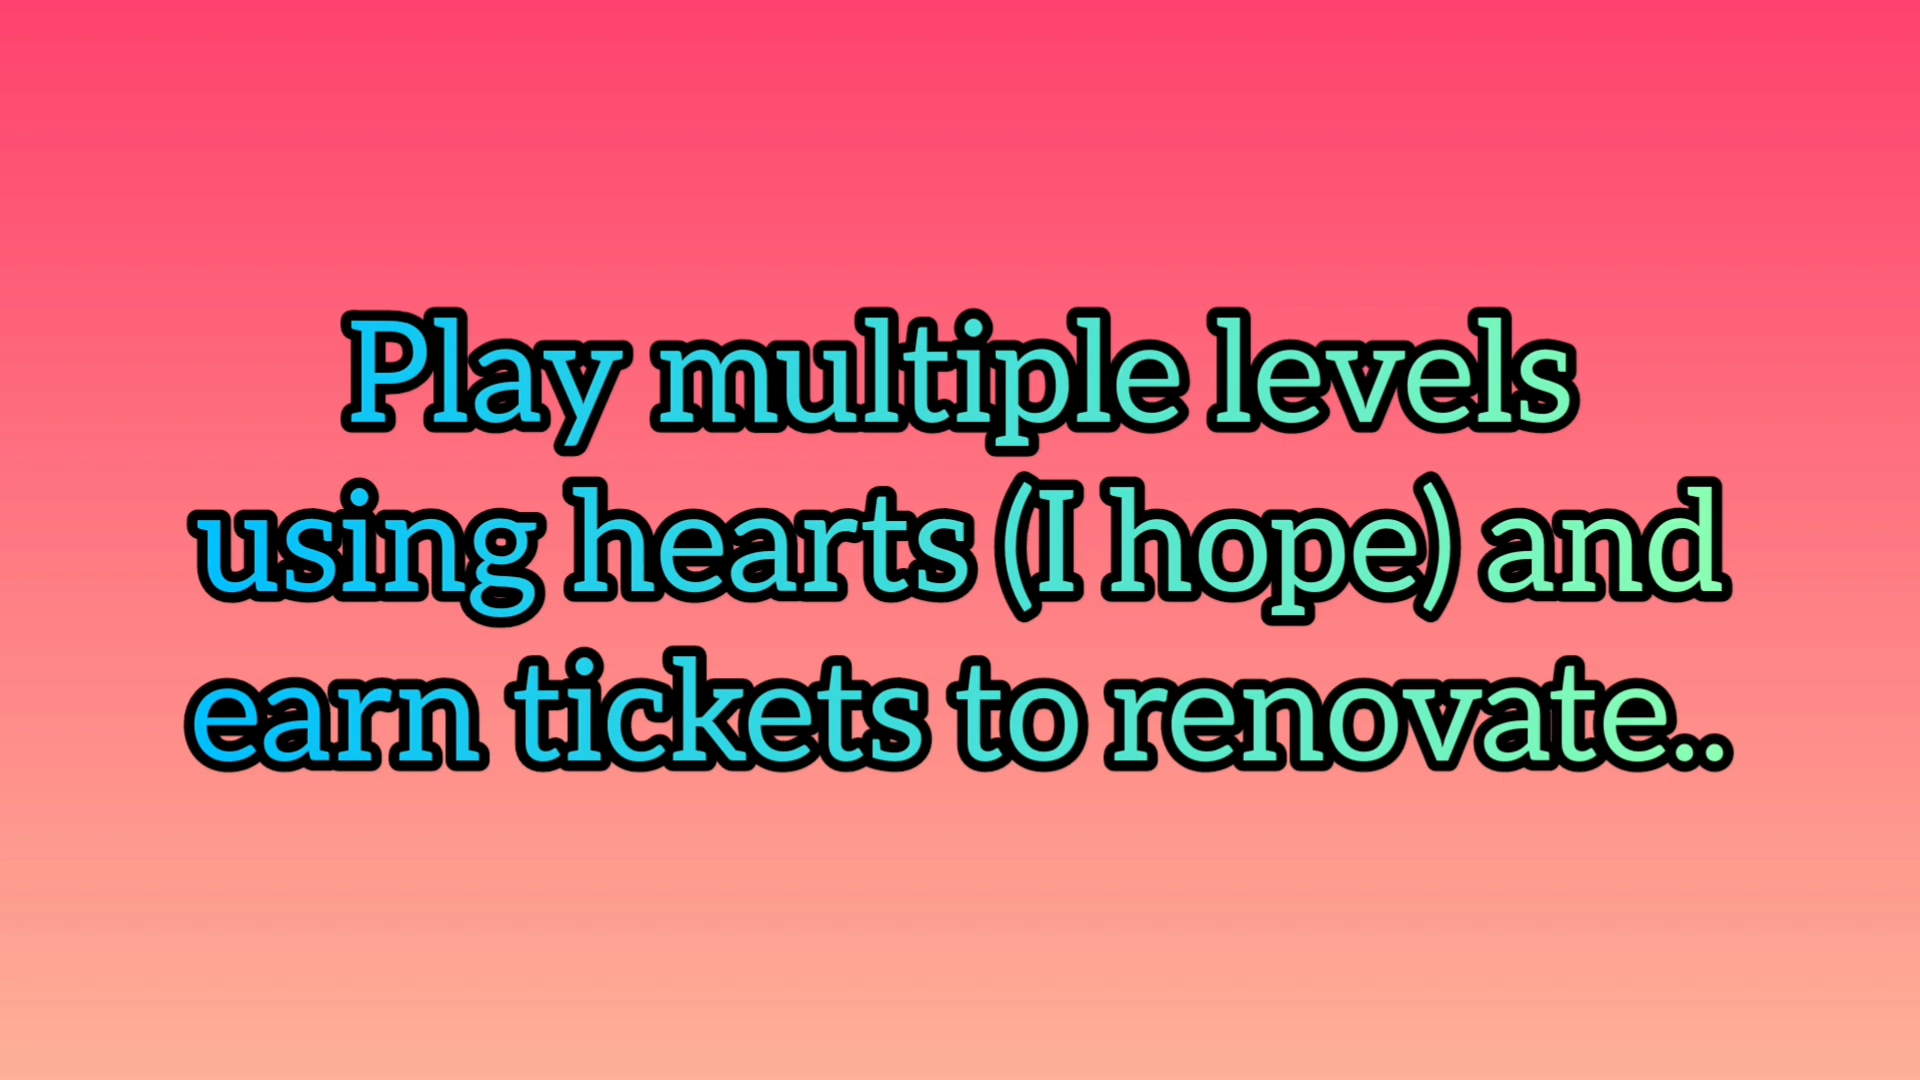 Play multiple levels
using hearts (I hope) and
earn tickets to renovate..